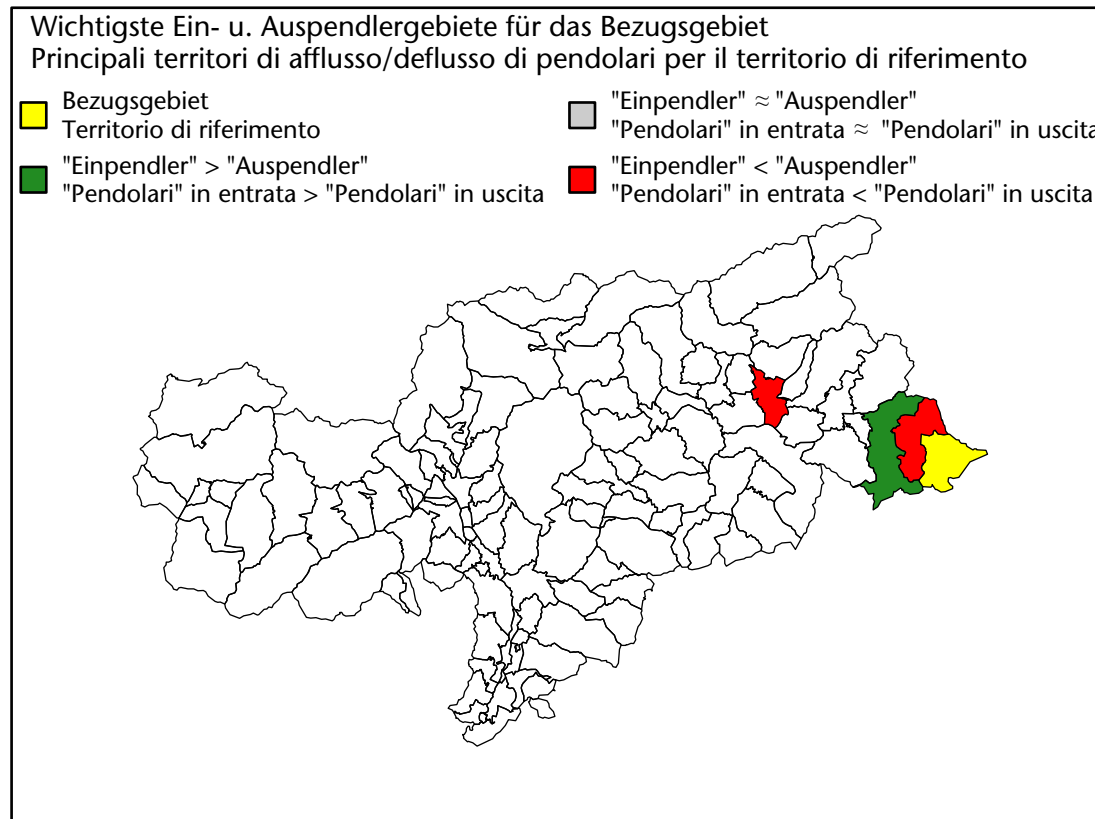 Wichtigste Ein- u. Auspendlergebiete für das Bezugsgebiet
Principali territori di afflusso/deflusso di pendolari per il territorio di riferimento
Bezugsgebiet
Territorio di riferimento
"Einpendler" > "Auspendler"
"Pendolari" in entrata > "Pendolari" in uscita
"Einpendler" ≈ "Auspendler"
"Pendolari" in entrata ≈ "Pendolari" in uscita
"Einpendler" < "Auspendler"
"Pendolari" in entrata < "Pendolari" in uscita